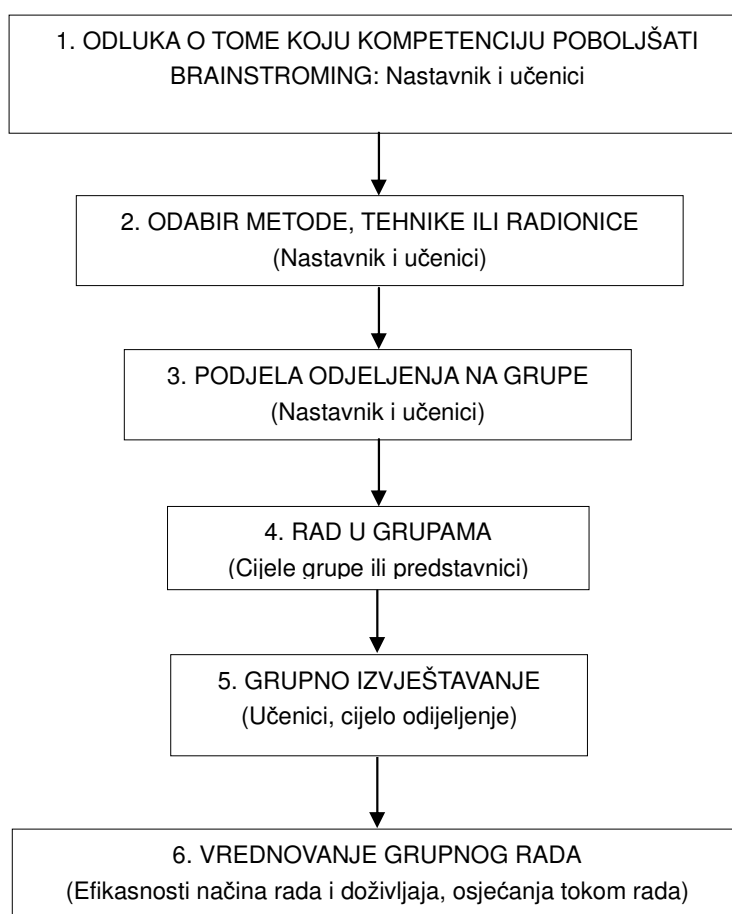 1. ODLUKA O TOME KOJU KOMPETENCIJU POBOLJŠATI
BRAINSTROMING: Nastavnik i učenici
2. ODABIR METODE, TEHNIKE ILI RADIONICE
(Nastavnik i učenici)
3. PODJELA ODJELJENJA NA GRUPE
(Nastavnik i učenici)
4. RAD U GRUPAMA
(Cijele grupe ili predstavnici)
5. GRUPNO IZVJEŠTAVANJE
(Učenici, cijelo odijeljenje)
6. VREDNOVANJE GRUPNOG RADA
(Efikasnosti načina rada i doživljaja, osjećanja tokom rada)